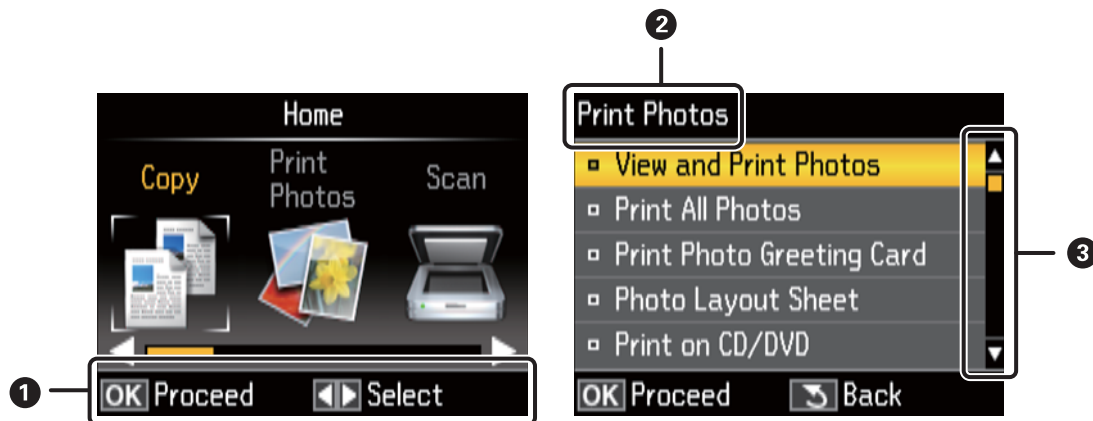 2
Home
Copy
Print
Photos
Scan
1
OK Proceed
Select
Print Photos
View and Print Photos
Print All Photos
Print Photo Greeting Card
Photo Layout Sheet
Print on CD/DVD
3
OK Proceed
Back